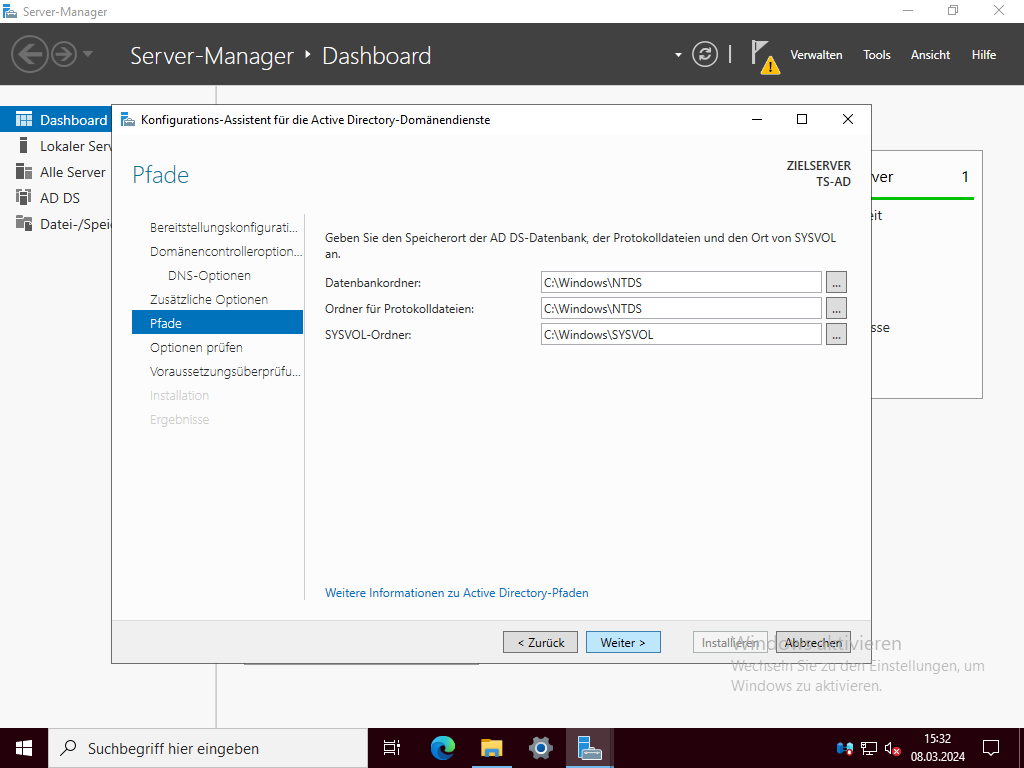 Server-Manager
Server-Manager ‣ Dashboard
Verwalten
Tools
Ansicht
Hilfe
Dashboard
Lokaler Serv
Alle Server
AD DS
Datei-/Speic
Konfigurations-Assistent für die Active Directory-Domänendienste
Pfade
ZIELSERVER
TS-AD
Bereitstellungskonfigurati...
Domänencontrolleroption...
DNS-Optionen
Zusätzliche Optionen
Pfade
Optionen prüfen
Voraussetzungsüberprüfu...
Installation
Ergebnisse
Geben Sie den Speicherort der AD DS-Datenbank, der Protokolldateien und den Ort von SYSVOL
an.
Datenbankordner: C:\Windows\NTDS ...
Ordner für Protokolldateien: C:\Windows\NTDS ...
SYSVOL-Ordner: C:\Windows\SYSVOL ...
Weitere Informationen zu Active Directory-Pfaden
< Zurück
Weiter >
Installieren
Abbrechen
ver 1
eit
sse
Windows aktivieren
Wechseln Sie zu den Einstellungen, um
Windows zu aktivieren.
Suchbegriff hier eingeben
15:32
08.03.2024